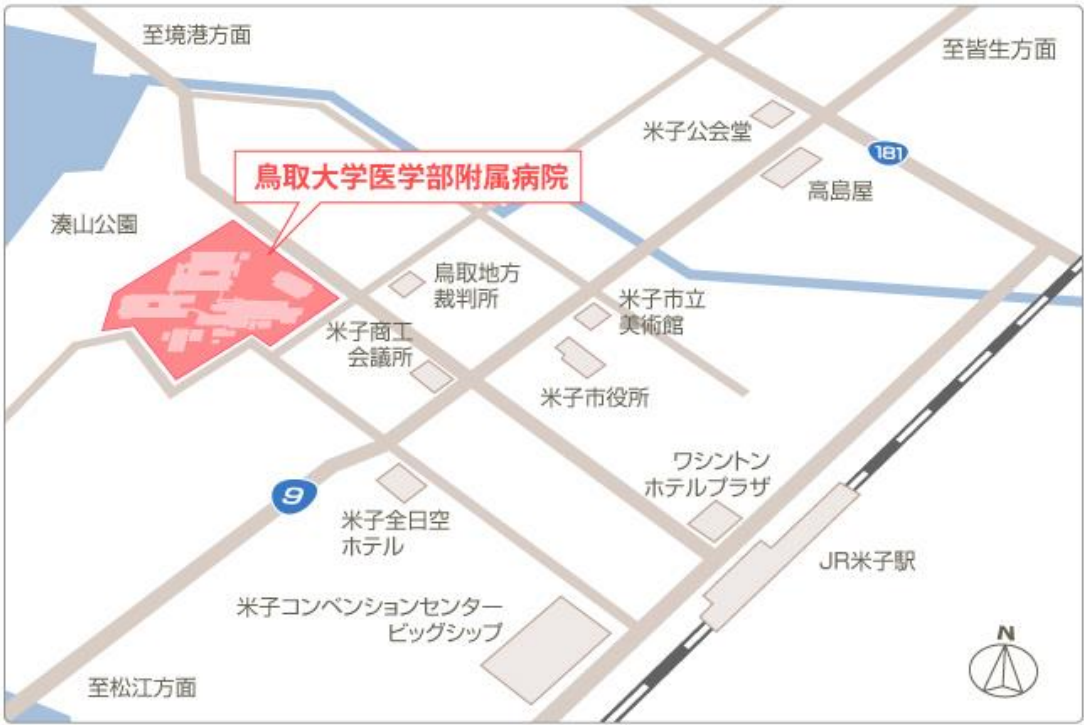 至境港方面
至皆生方面
米子公会堂
181
鳥取大学医学部附属病院
高島屋
湊山公園
鳥取地方
裁判所
米子市立
美術館
米子商工
会議所
米子市役所
ワシントン
ホテルプラザ
9
米子全日空
ホテル
JR米子駅
米子コンベンションセンター
ビッグシップ
N
至松江方面